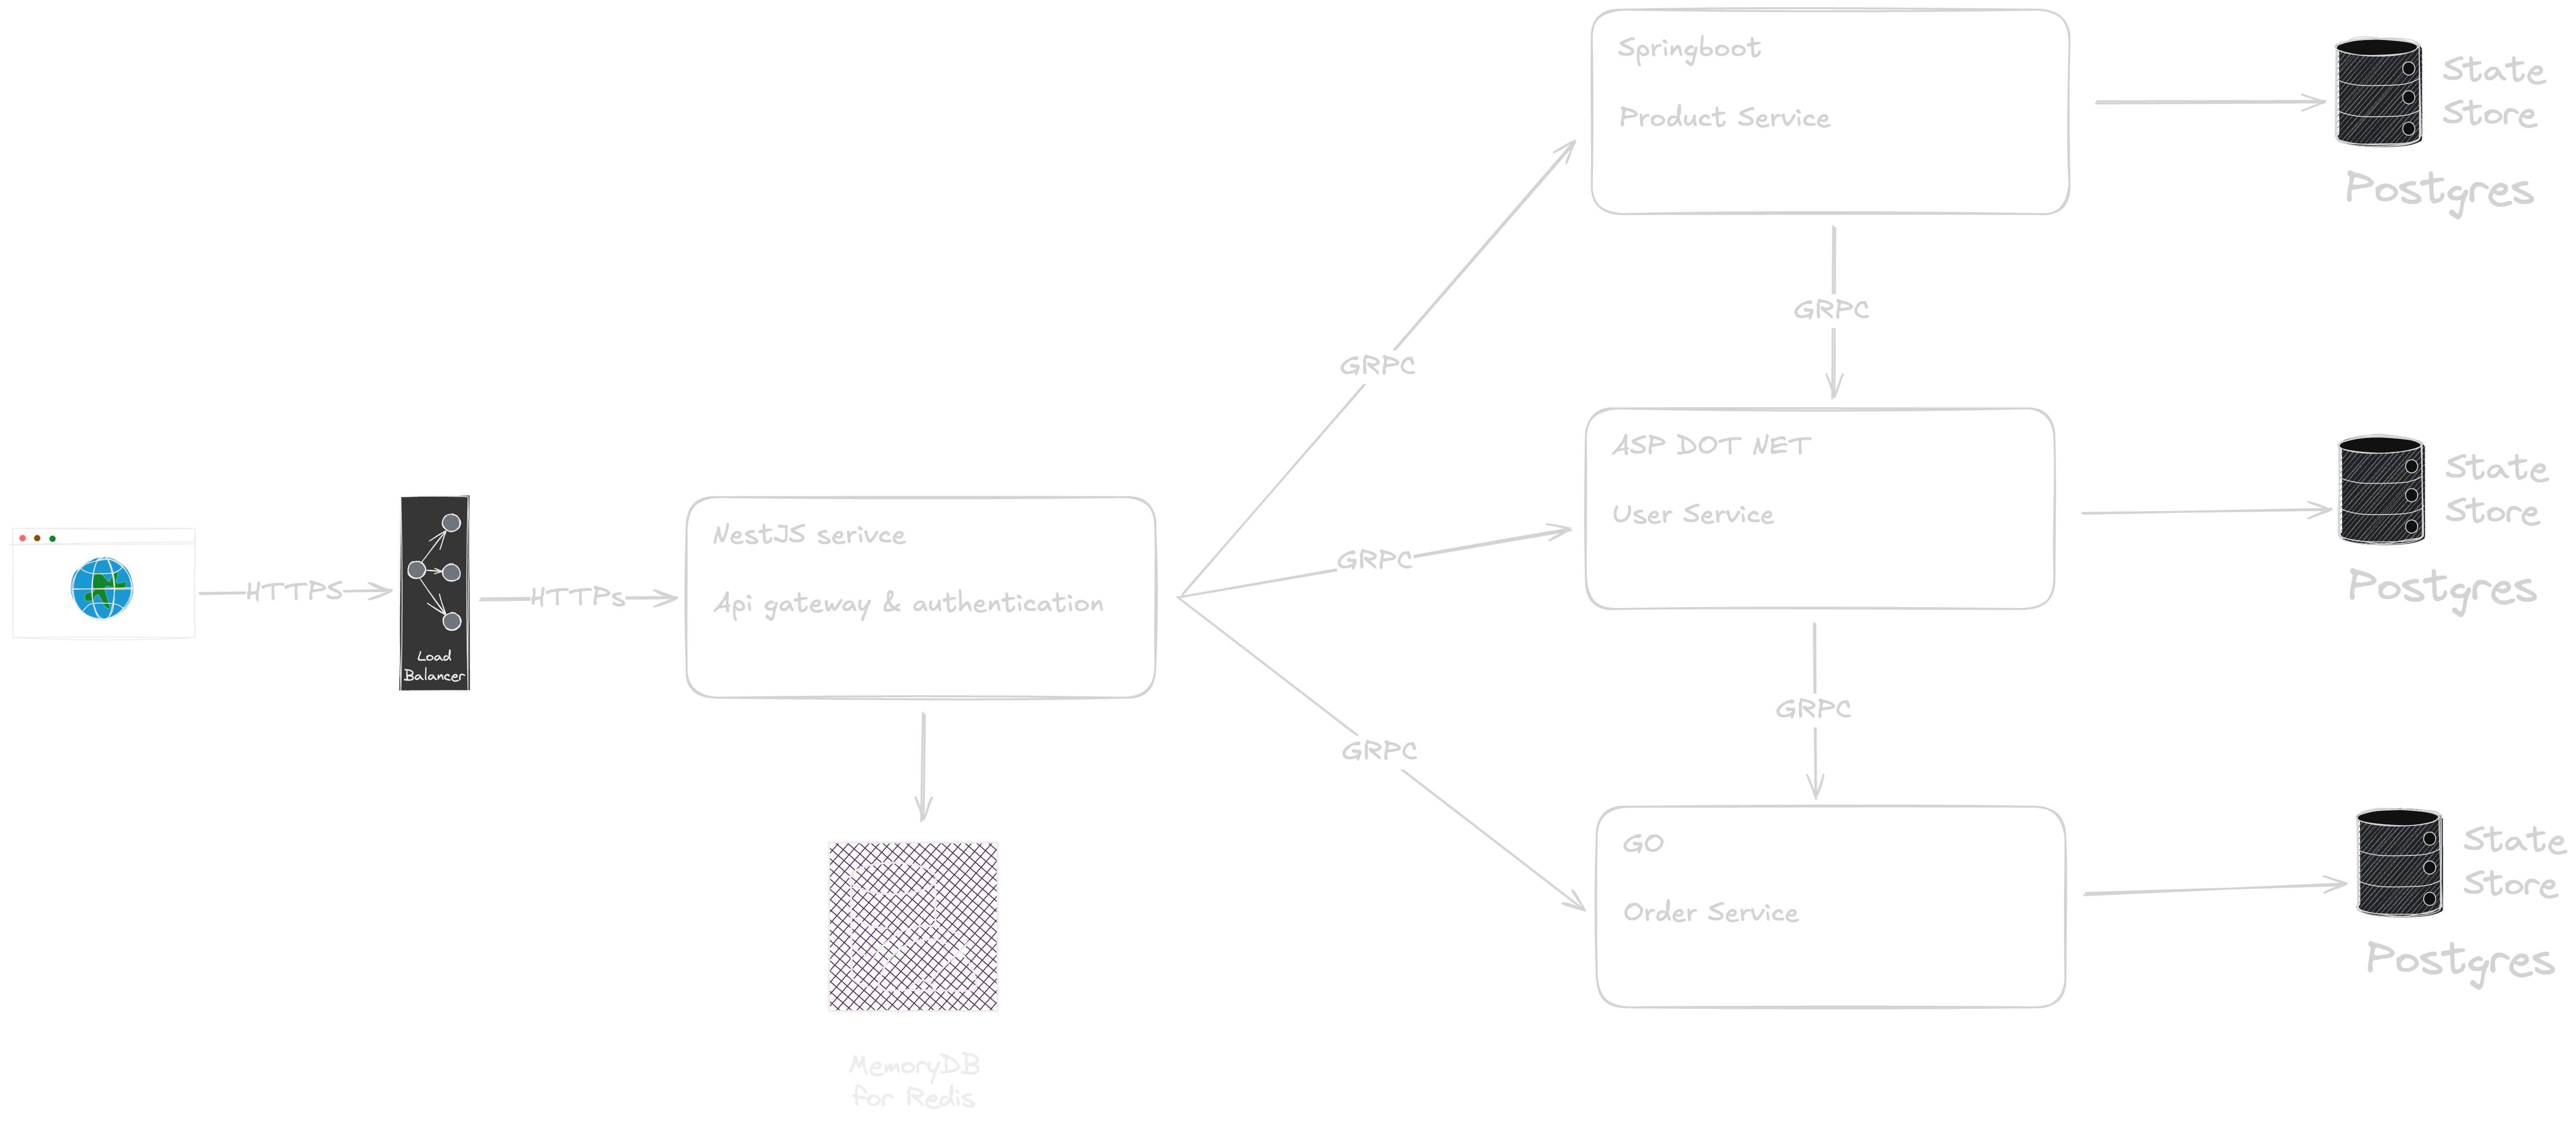 Springboot
Product Service
State
Store
Postgres
GRPC
GRPC
ASP DOT NET
User Service
State
Store
Postgres
NestJS serivce
Api gateway & authentication
GRPC
HTTPS
HTTPs
Load
Balancer
GRPC
GRPC
GO
Order Service
State
Store
Postgres
MemoryDB
for Redis